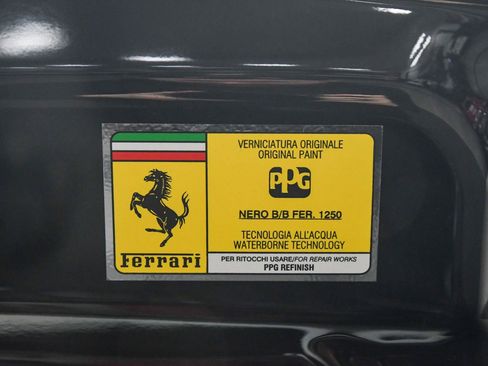 VERNICIATURA ORIGINALE
ORIGINAL PAINT
PPG
NERO B/B FER. 1250
TECNOLOGIA ALL'ACQUA
WATERBORNE TECHNOLOGY
Ferrari
PER RITOCCHI USARE/FOR REPAIR WORKS
PPG REFINISH